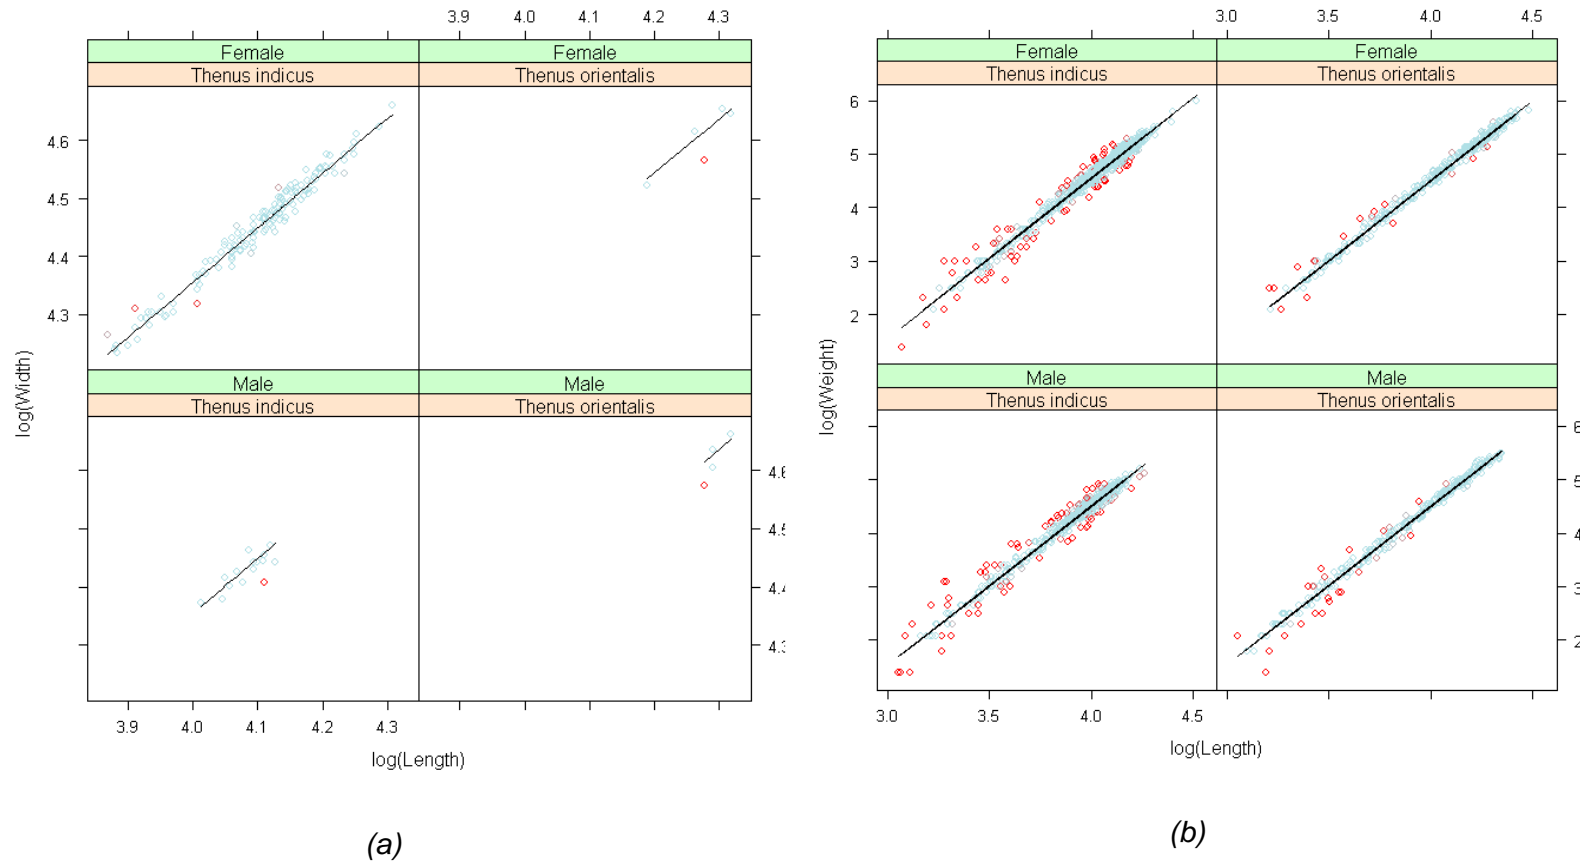 3.9 4.0 4.1 4.2 4.3
Female Female
Thenus indicus Thenus orientalis
4.6
4.5
4.4
4.3
Male Male
Thenus indicus Thenus orientalis
4.4
log(Width)
3.9 4.0 4.1 4.2 4.3
log(Length)
(a)
3.0 3.5 4.0 4.5
Female Female
Thenus indicus Thenus orientalis
6
5
4
3
2
Male Male
Thenus indicus Thenus orientalis
6
5
4
3
2
log(Weight)
3.0 3.5 4.0 4.5
log(Length)
(b)